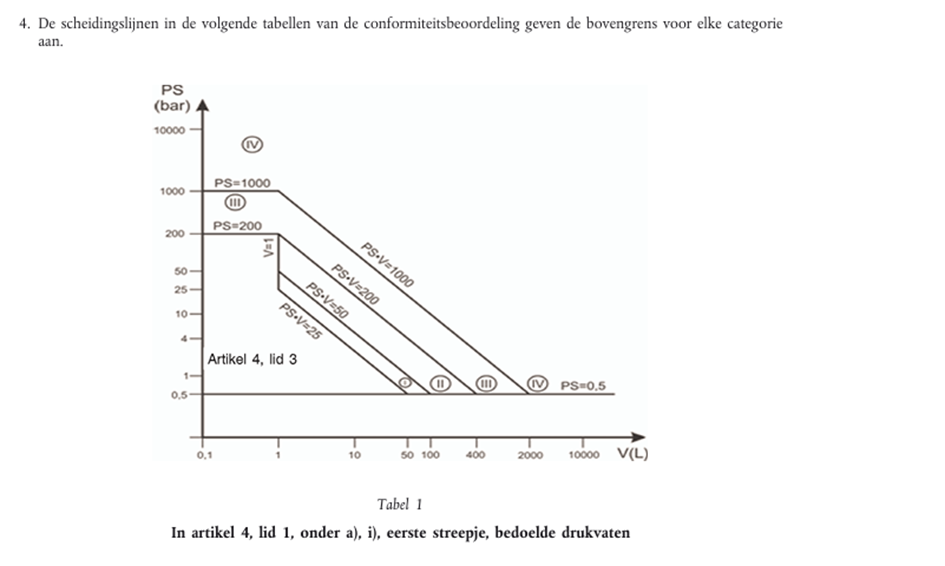 4. De scheidingslijnen in de volgende tabellen van de conformiteitsbeoordeling geven de bovengrens voor elke categorie
aan.
PS
(bar)
10000
IV
PS=1000
1000
III
PS=200
200
V=1
PS•V=1000
PS•V=200
50
PS•V=50
25
PS•V=25
10
4
Artikel 4, lid 3
1
I
II
III
IV
PS=0,5
0,5
0,1
1
10
50
100
400
2000
10000
V(L)
Tabel 1
In artikel 4, lid 1, onder a), i), eerste streepje, bedoelde drukvaten